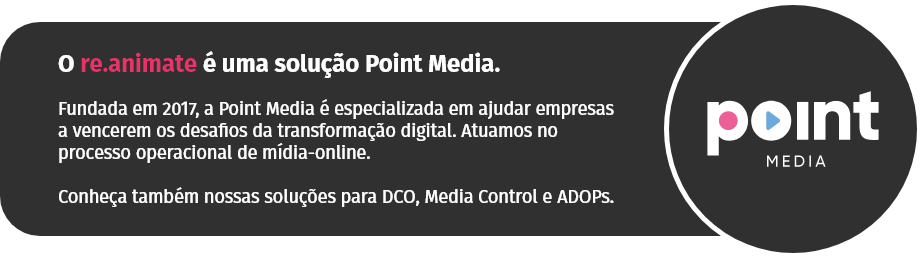 O re.animate é uma solução Point Media.
Fundada em 2017, a Point Media é especializada em ajudar empresas
a vencerem os desafios da transformação digital. Atuamos no
processo operacional de mídia-online.
Conheça também nossas soluções para DCO, Media Control e ADOPs.
point
MEDIA